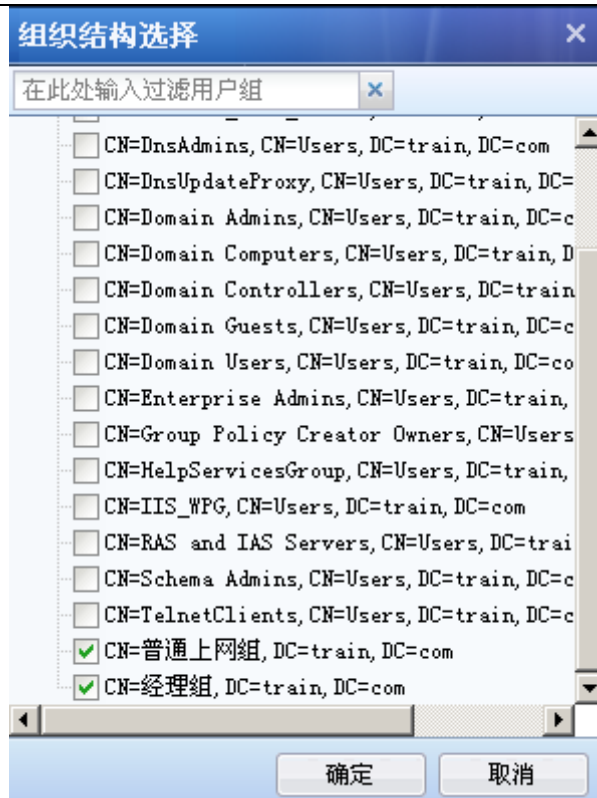 组织结构选择
在此处输入过滤用户组
CN=DnsAdmins, CN=Users, DC=train, DC=com
CN=DnsUpdateProxy, CN=Users, DC=train, DC=
CN=Domain Admins, CN=Users, DC=train, DC=c
CN=Domain Computers, CN=Users, DC=train, D
CN=Domain Controllers, CN=Users, DC=train
CN=Domain Guests, CN=Users, DC=train, DC=c
CN=Domain Users, CN=Users, DC=train, DC=co
CN=Enterprise Admins, CN=Users, DC=train,
CN=Group Policy Creator Owners, CN=Users
CN=HelpServicesGroup, CN=Users, DC=train,
CN=IIS_WPG, CN=Users, DC=train, DC=com
CN=RAS and IAS Servers, CN=Users, DC=trai
CN=Schema Admins, CN=Users, DC=train, DC=c
CN=TelnetClients, CN=Users, DC=train, DC=c
CN=普通上网组, DC=train, DC=com
CN=经理组, DC=train, DC=com
确定 取消